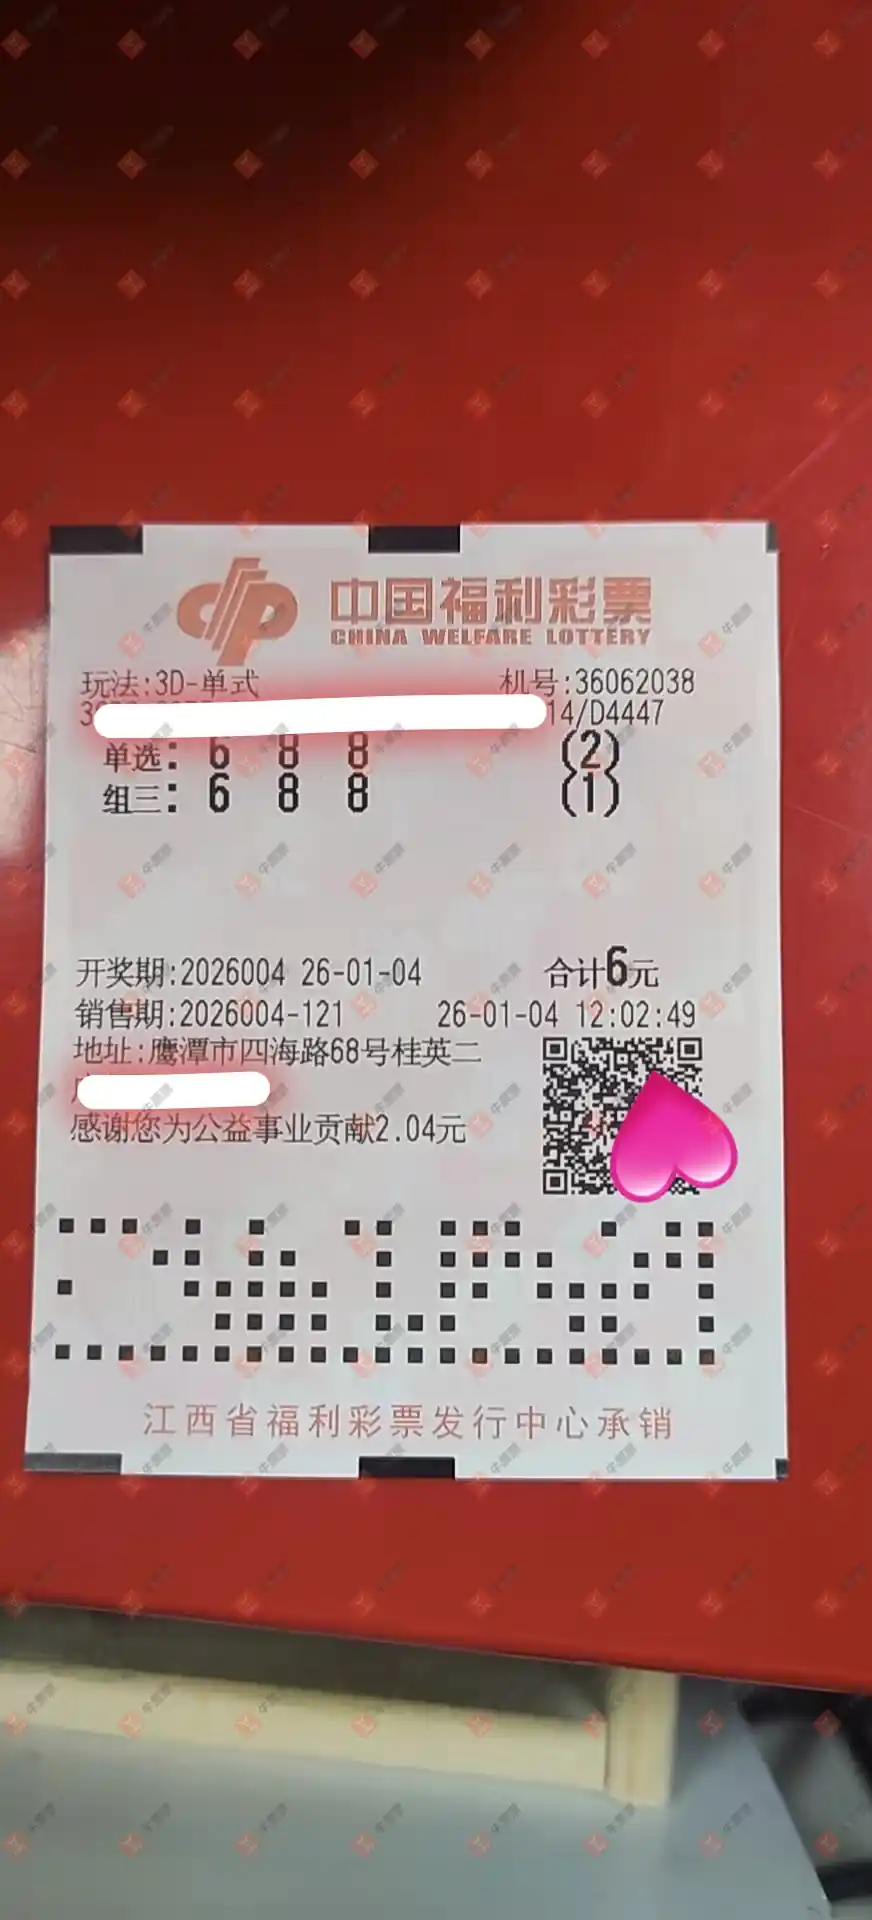 中国福利彩票
CHINA WELFARE LOTTERY
玩法:3D-单式 机号:36062038
14/D4447
单选: 6 8 8 (2)
组三: 6 8 8 (1)
开奖期:2026004 26-01-04 合计6元
销售期:2026004-121 26-01-04 12:02:49
地址:鹰潭市四海路68号桂英二
感谢您为公益事业贡献2.04元
江西省福利彩票发行中心承销